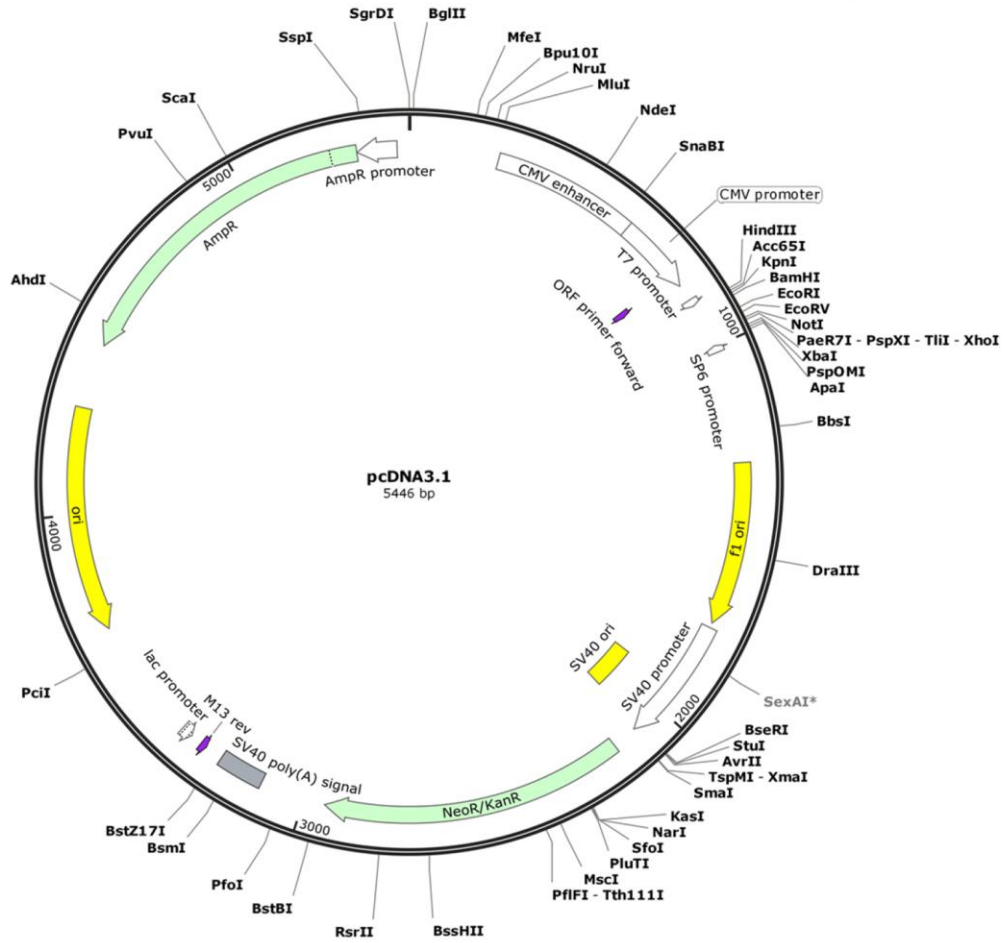 SgrDI
BglII
SspI
MfeI
Bpu10I
NruI
MluI
ScaI
PvuI
NdeI
SnaBI
5000
AmpR promoter
CMV enhancer
CMV promoter
AmpR
HindIII
Acc65I
KpnI
BamHI
EcoRI
EcoRV
NotI
PaeR7I - PspXI - TliI - XhoI
XbaI
PspOMI
ApaI
T7 promoter
AhdI
ORF primer forward
1000
SP6 promoter
BbsI
pcDNA3.1
5446 bp
ori
4000
f1 ori
DraIII
SV40 ori
SV40 promoter
PciI
lac promoter
M13 rev
SexAI*
2000
SV40 poly(A) signal
BseRI
StuI
AvrII
TspMI - XmaI
SmaI
NeoR/KanR
3000
BstZ17I
BsmI
KasI
NarI
SfoI
PluTI
MscI
PflFI - Tth111I
PfoI
BstBI
RsrII
BssHII